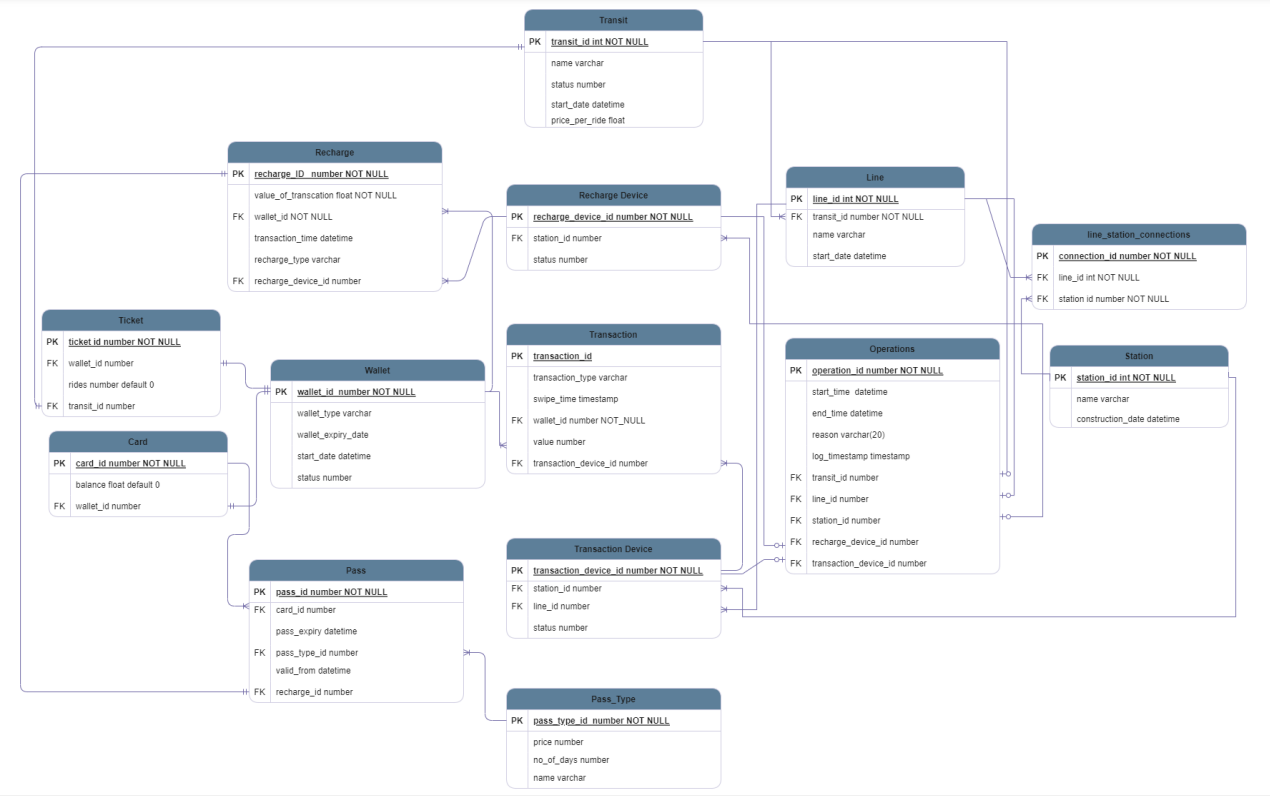 Transit
PK transit_id int NOT NULL
name varchar
status number
start_date datetime
price_per_ride float
Recharge
PK recharge_ID number NOT NULL
value_of_transcation float NOT NULL
FK wallet_id NOT NULL
transaction_time datetime
recharge_type varchar
FK recharge_device_id number
Recharge Device
PK recharge_device_id number NOT NULL
FK station_id number
status number
Line
PK line_id int NOT NULL
FK transit_id number NOT NULL
name varchar
start_date datetime
line_station_connections
PK connection_id number NOT NULL
FK line_id int NOT NULL
FK station id number NOT NULL
Ticket
PK ticket id number NOT NULL
FK wallet_id number
rides number default 0
FK transit_id number
Wallet
PK wallet_id number NOT NULL
wallet_type varchar
wallet_expiry_date
start_date datetime
status number
Transaction
PK transaction_id
transaction_type varchar
swipe_time timestamp
FK wallet_id number NOT_NULL
value number
FK transaction_device_id number
Operations
PK operation_id number NOT NULL
start_time datetime
end_time datetime
reason varchar(20)
log_timestamp timestamp
FK transit_id number
FK line_id number
FK station_id number
FK recharge_device_id number
FK transaction_device_id number
Station
PK station_id int NOT NULL
name varchar
construction_date datetime
Card
PK card_id number NOT NULL
balance float default 0
FK wallet_id number
Pass
PK pass_id number NOT NULL
FK card_id number
pass_expiry datetime
FK pass_type_id number
valid_from datetime
FK recharge_id number
Transaction Device
PK transaction_device_id number NOT NULL
FK station_id number
FK line_id number
status number
Pass_Type
PK pass_type_id number NOT NULL
price number
no_of_days number
name varchar